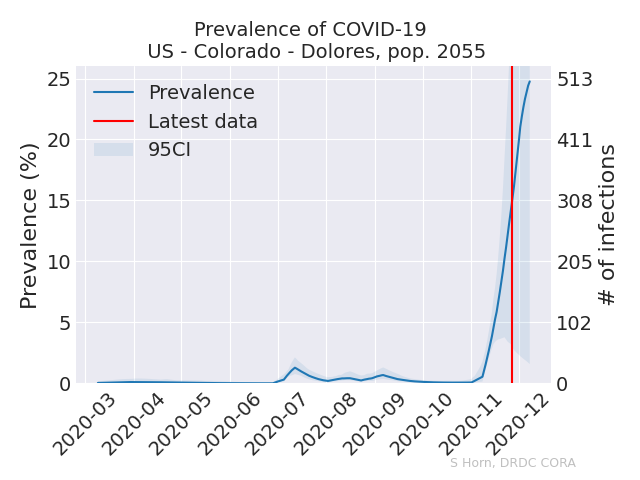 Prevalence of COVID-19
US - Colorado - Dolores, pop. 2055
Prevalence
Latest data
95CI
Prevalence (%)
25
20
15
10
5
0
513
411
308
205
102
0
# of infections
2020-03
2020-04
2020-05
2020-06
2020-07
2020-08
2020-09
2020-10
2020-11
2020-12
S Horn, DRDC CORA